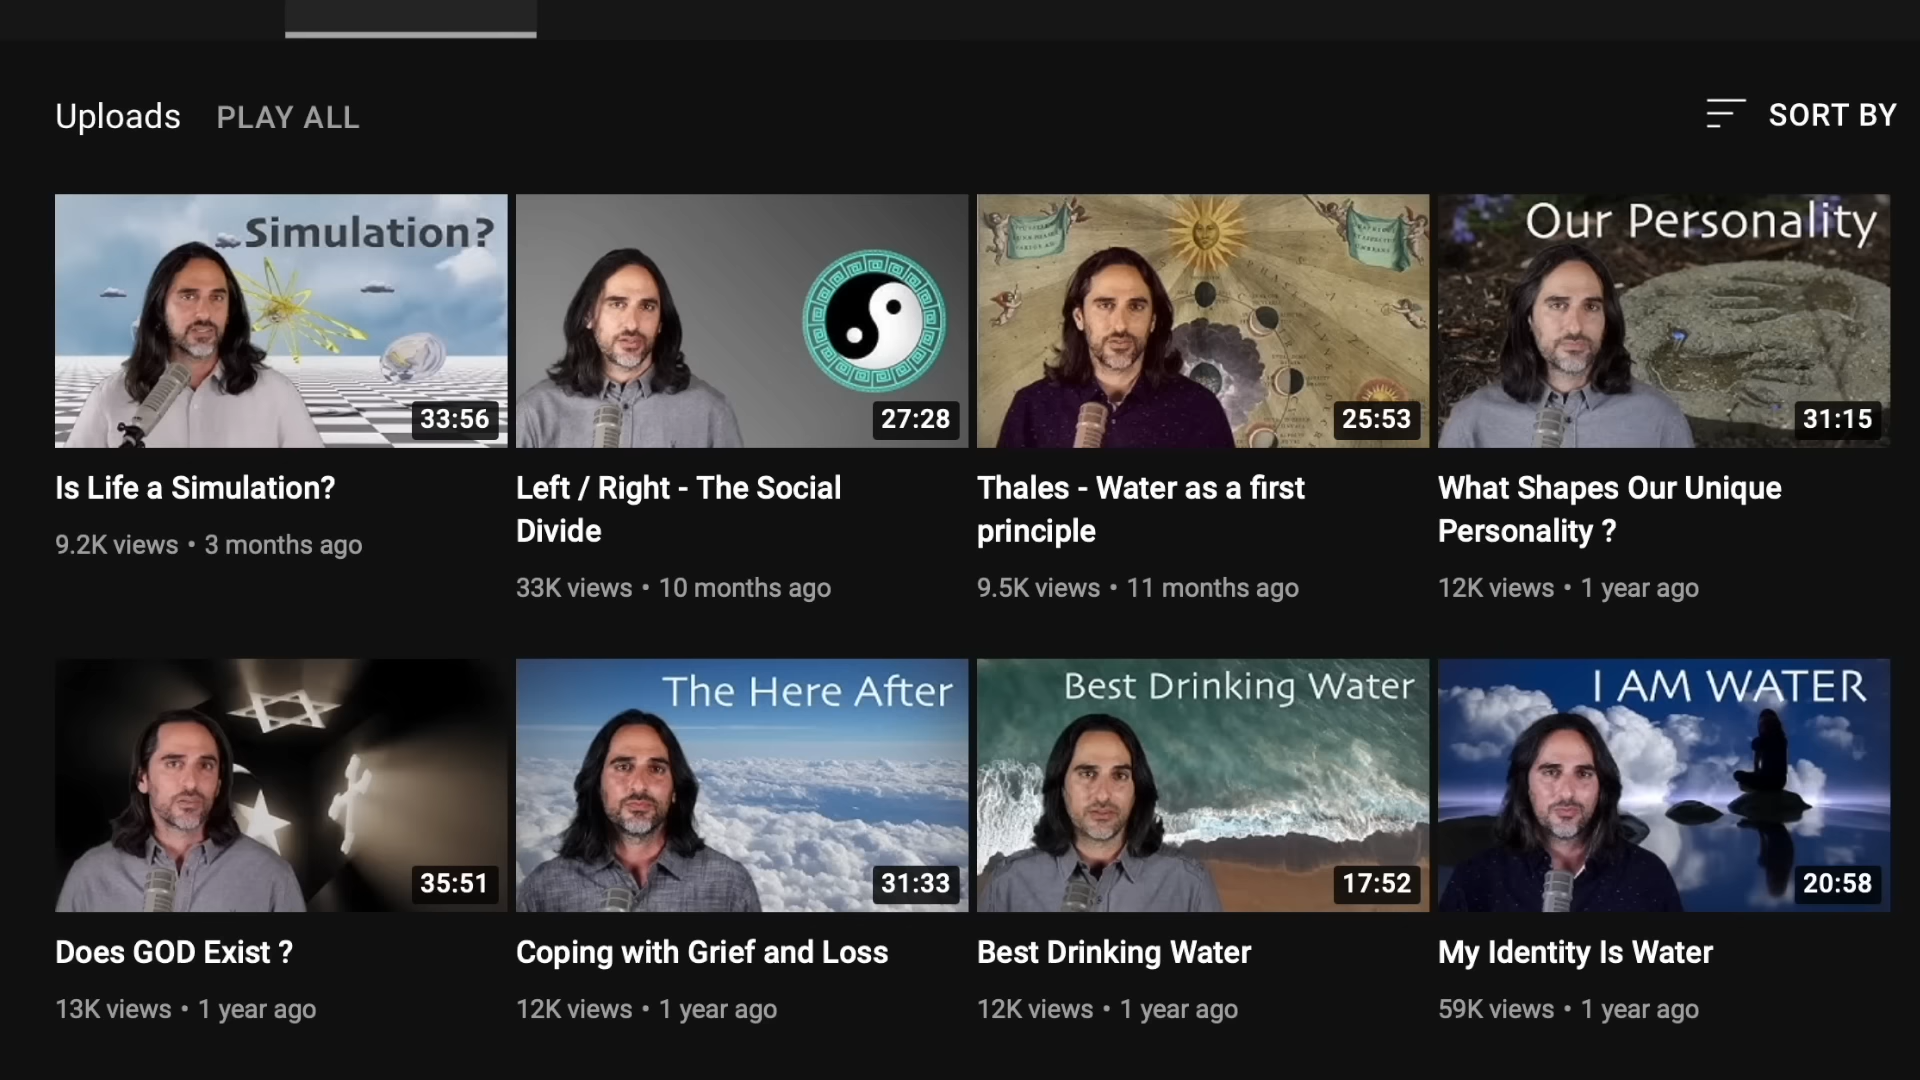 Uploads PLAY ALL
SORT BY
Simulation?
33:56
27:28
25:53
Our Personality
31:15
Is Life a Simulation?
9.2K views • 3 months ago
Left / Right - The Social
Divide
33K views • 10 months ago
Thales - Water as a first
principle
9.5K views • 11 months ago
What Shapes Our Unique
Personality ?
12K views • 1 year ago
35:51
The Here After
31:33
Best Drinking Water
17:52
I AM WATER
20:58
Does GOD Exist ?
13K views • 1 year ago
Coping with Grief and Loss
12K views • 1 year ago
Best Drinking Water
12K views • 1 year ago
My Identity Is Water
59K views • 1 year ago